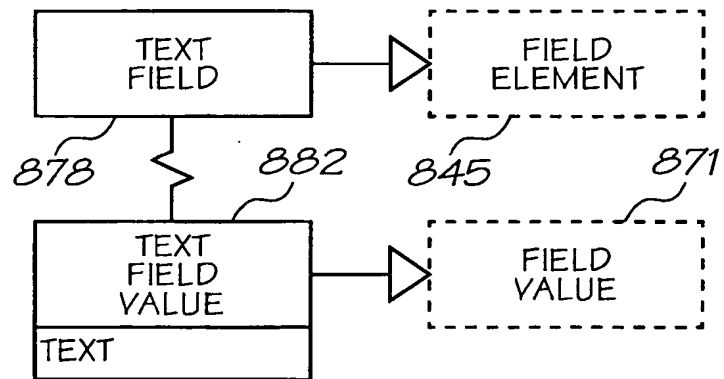 TEXT
FIELD
FIELD
ELEMENT
878
882
845
871
TEXT
FIELD
VALUE
FIELD
VALUE
TEXT